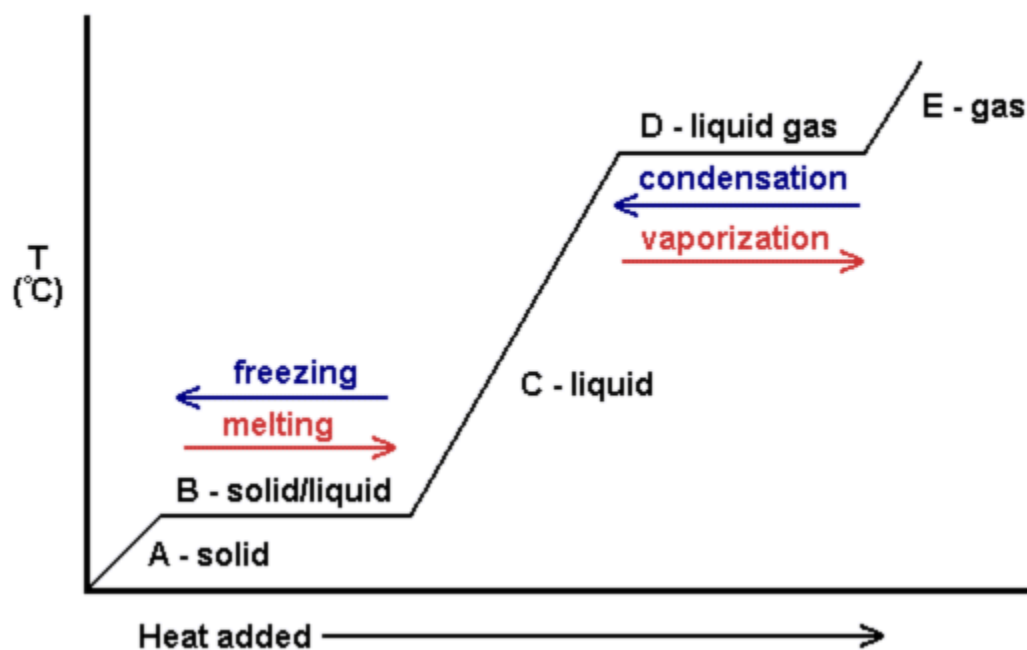 E - gas
D - liquid gas
condensation
vaporization
T
(°C)
freezing
C - liquid
melting
B - solid/liquid
A - solid
Heat added